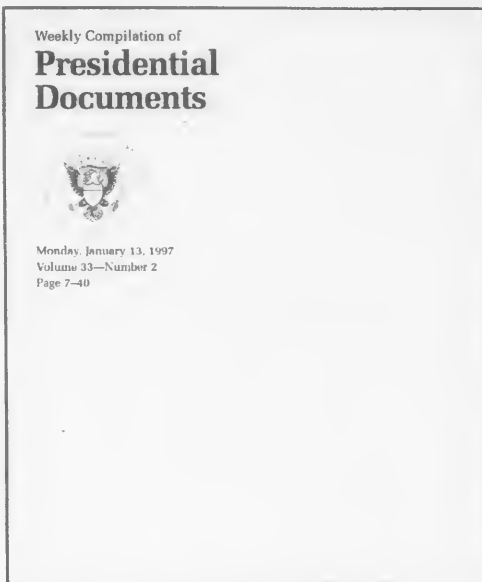 Weekly Compilation of
Presidential
Documents
Monday, January 13, 1997
Volume 33—Number 2
Page 7–40